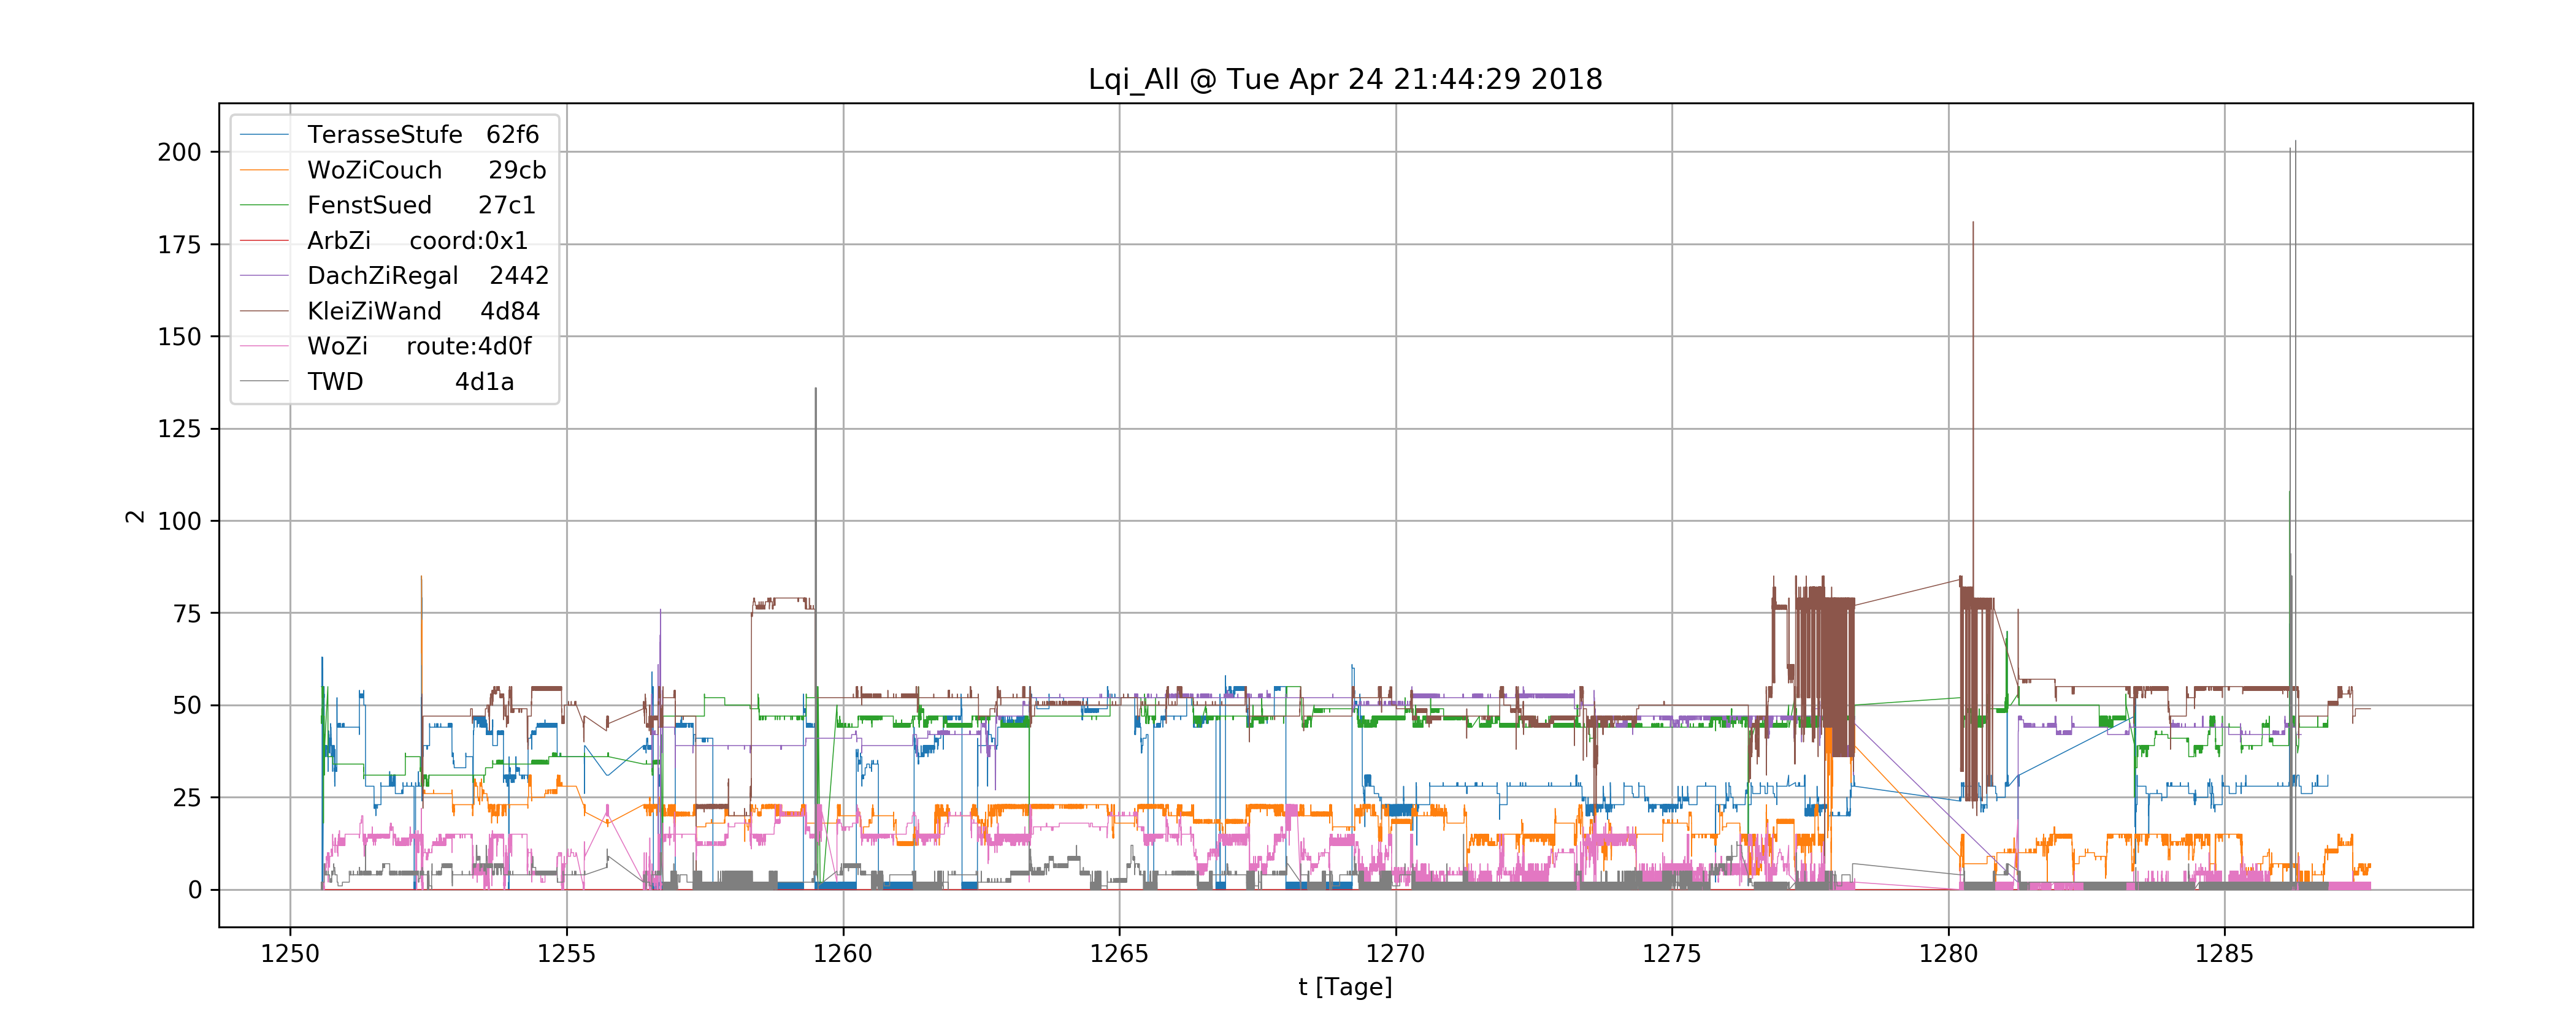 Lqi_All @ Tue Apr 24 21:44:29 2018
TerasseStufe 62f6
WoZiCouch 29cb
FenstSued 27c1
ArbZi coord:0x1
DachZiRegal 2442
KleiZiWand 4d84
WoZi route:4d0f
TWD 4d1a
200
175
150
125
100
75
50
25
0
2
1250 1255 1260 1265 1270 1275 1280 1285
t [Tage]